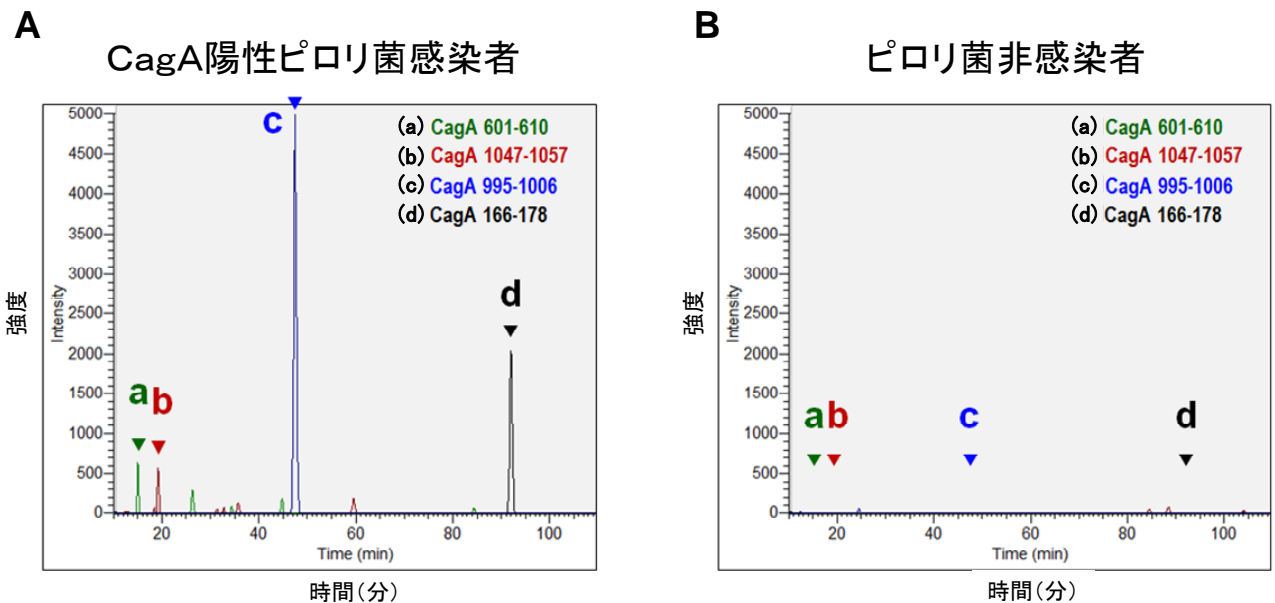 A
CagA陽性ピロリ菌感染者
5000
4500
4000
3500
3000
2500
2000
1500
1000
500
0
強度
Intensity
(a) CagA 601-610
(b) CagA 1047-1057
(c) CagA 995-1006
(d) CagA 166-178
a
b
c
d
20
40
60
80
100
Time (min)
時間(分)
B
ピロリ菌非感染者
5000
4500
4000
3500
3000
2500
2000
1500
1000
500
0
強度
Intensity
(a) CagA 601-610
(b) CagA 1047-1057
(c) CagA 995-1006
(d) CagA 166-178
a
b
c
d
20
40
60
80
100
Time (min)
時間(分)